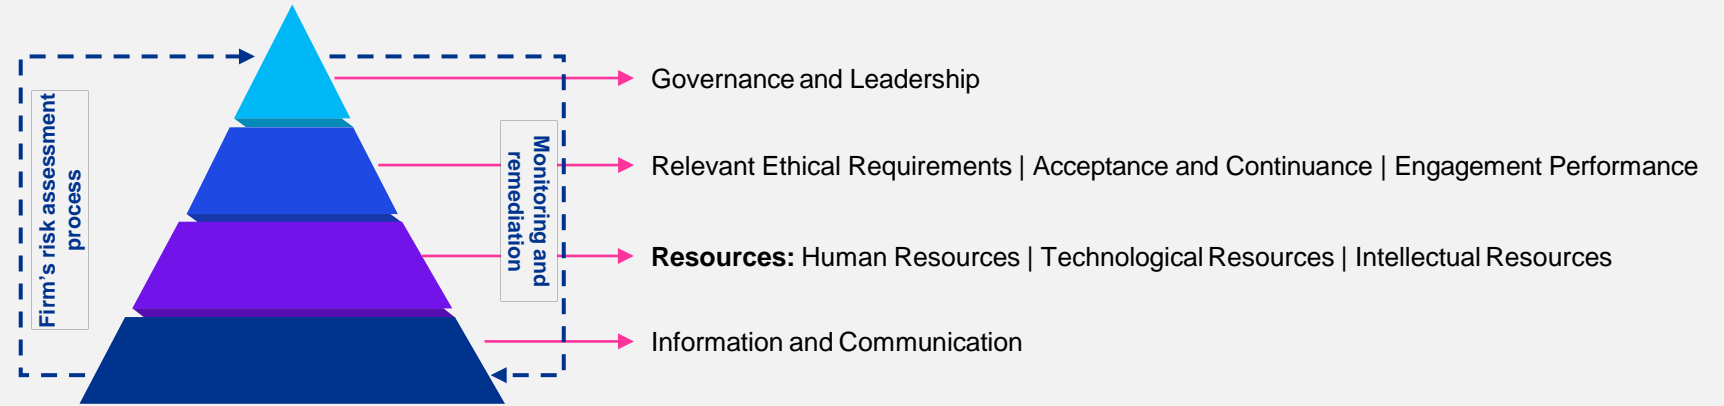 Firm's risk assessment
process
Monitoring and
remediation
Governance and Leadership
Relevant Ethical Requirements | Acceptance and Continuance | Engagement Performance
Resources: Human Resources | Technological Resources | Intellectual Resources
Information and Communication